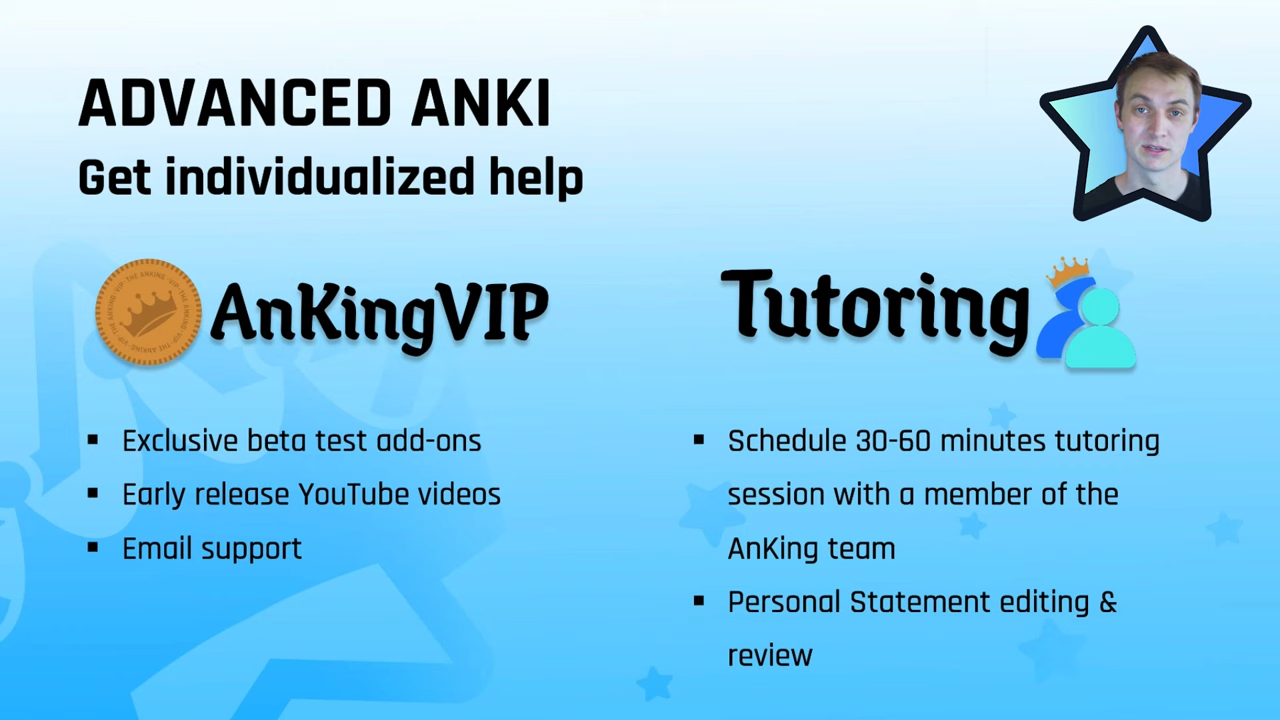 ADVANCED ANKI
Get individualized help
AnKingVIP
Exclusive beta test add-ons
Early release YouTube videos
Email support
Tutoring
Schedule 30-60 minutes tutoring
session with a member of the
AnKing team
Personal Statement editing &
review